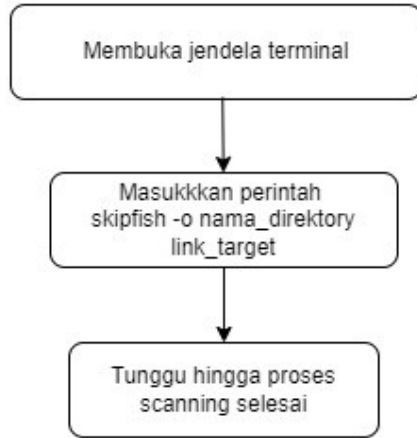 Membuka jendela terminal
Masukkkan perintah
skipfish -o nama_direktory
link_target
Tunggu hingga proses
scanning selesai